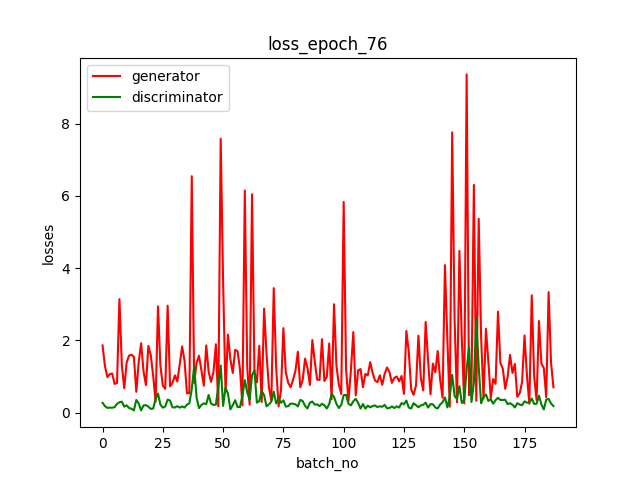 loss_epoch_76
generator
discriminator
losses
8
6
4
2
0
0 25 50 75 100 125 150 175
batch_no